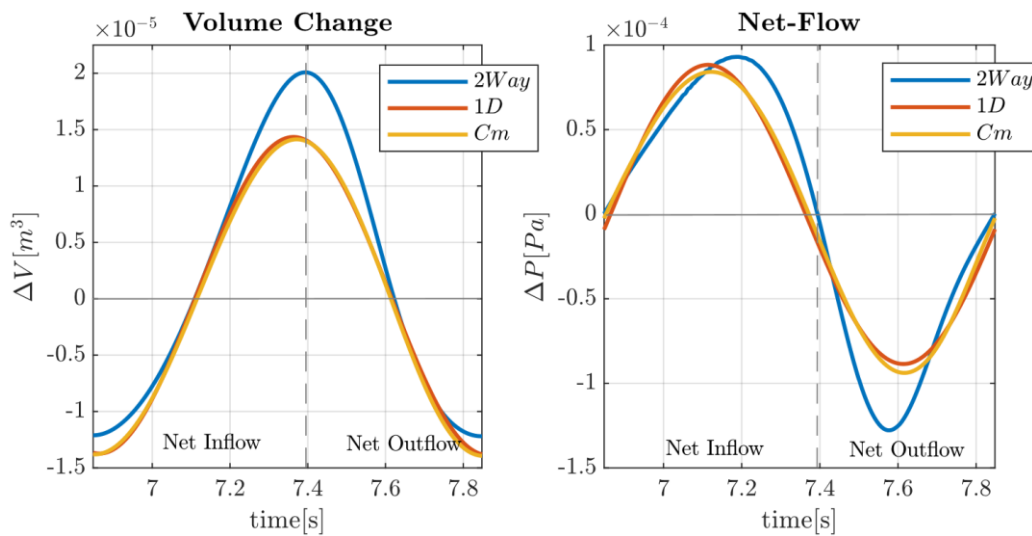 Volume Change
×10⁻⁵
2
1.5
1
0.5
0
-0.5
-1
-1.5
ΔV[m³]
2Way
1D
Cm
Net Inflow
Net Outflow
7
7.2
7.4
7.6
7.8
time[s]
Net-Flow
×10⁻⁴
1
0.5
0
-0.5
-1
-1.5
ΔP[Pa]
2Way
1D
Cm
Net Inflow
Net Outflow
7
7.2
7.4
7.6
7.8
time[s]